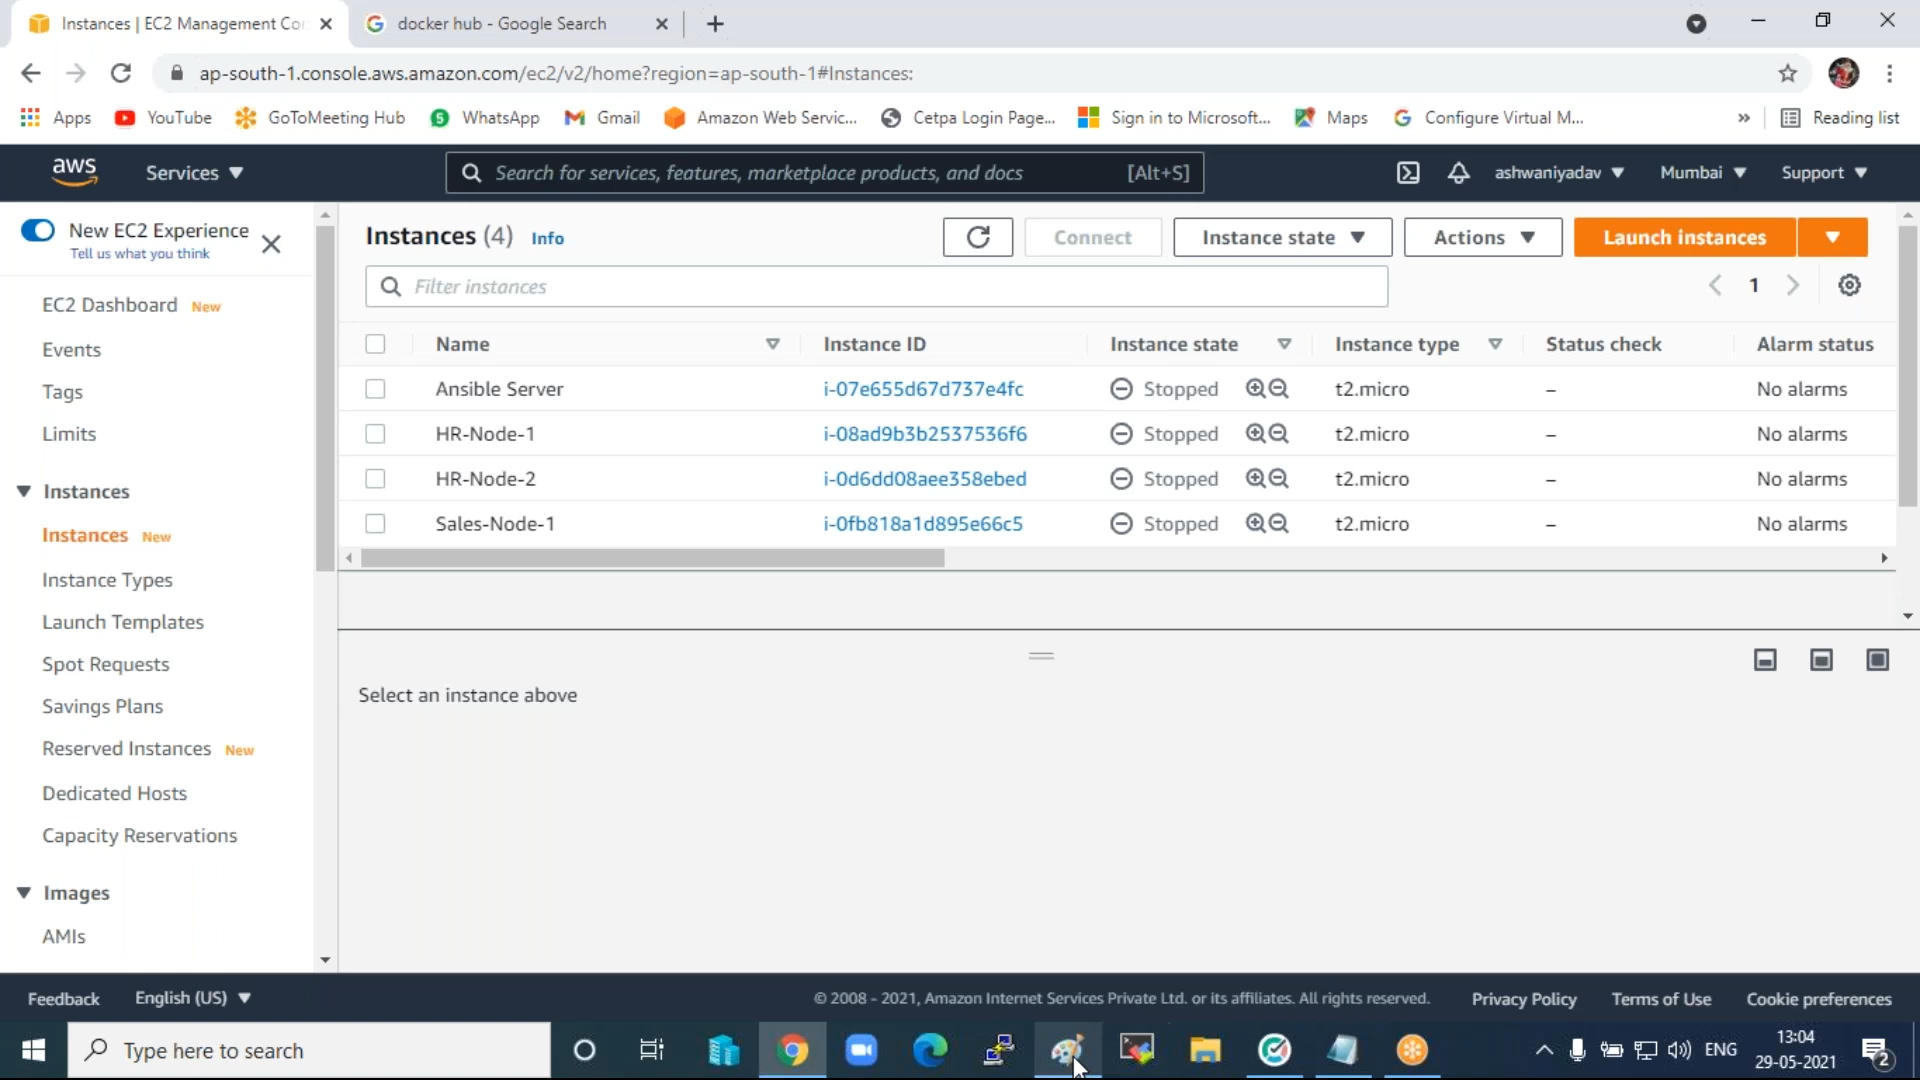 Instances | EC2 Management Co
docker hub - Google Search
ap-south-1.console.aws.amazon.com/ec2/v2/home?region=ap-south-1#Instances:
Apps YouTube GoToMeeting Hub WhatsApp Gmail Amazon Web Servic... Cetpa Login Page... Sign in to Microsoft... Maps Configure Virtual M... » Reading list
aws Services Search for services, features, marketplace products, and docs [Alt+S] ashwaniyadav Mumbai Support
New EC2 Experience
Tell us what you think
EC2 Dashboard New
Events
Tags
Limits
Instances
Instances New
Instance Types
Launch Templates
Spot Requests
Savings Plans
Reserved Instances New
Dedicated Hosts
Capacity Reservations
Images
AMIs
Instances (4) Info Connect Instance state Actions Launch instances
Filter instances 1
Name Instance ID Instance state Instance type Status check Alarm status
Ansible Server i-07e655d67d737e4fc Stopped t2.micro – No alarms
HR-Node-1 i-08ad9b3b2537536f6 Stopped t2.micro – No alarms
HR-Node-2 i-0d6dd08aee358ebed Stopped t2.micro – No alarms
Sales-Node-1 i-0fb818a1d895e66c5 Stopped t2.micro – No alarms
Select an instance above
Feedback English (US) © 2008 - 2021, Amazon Internet Services Private Ltd. or its affiliates. All rights reserved. Privacy Policy Terms of Use Cookie preferences
Type here to search ENG 13:04
29-05-2021 2